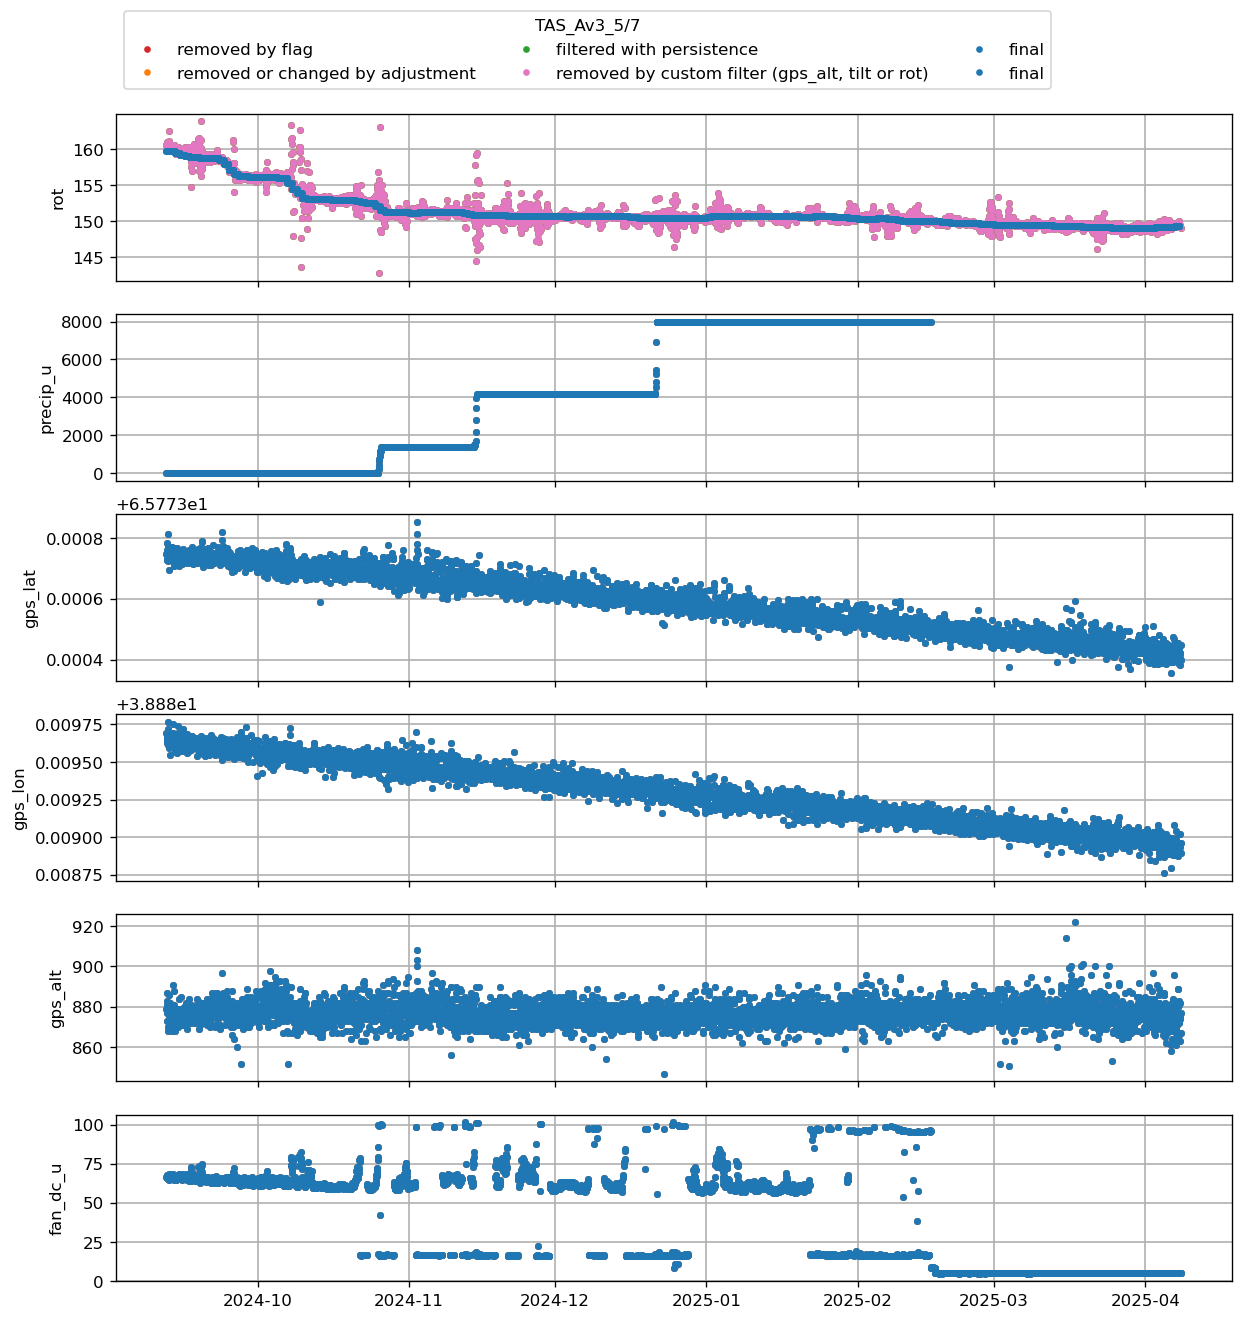 TAS_Av3_5/7
removed by flag
filtered with persistence
final
removed or changed by adjustment
removed by custom filter (gps_alt, tilt or rot)
final
160
155
150
145
rot
8000
6000
4000
2000
0
precip_u
+6.5773e1
0.0008
0.0006
0.0004
gps_lat
+3.888e1
0.00975
0.00950
0.00925
0.00900
0.00875
gps_lon
920
900
880
860
gps_alt
100
75
50
25
0
fan_dc_u
2024-10
2024-11
2024-12
2025-01
2025-02
2025-03
2025-04